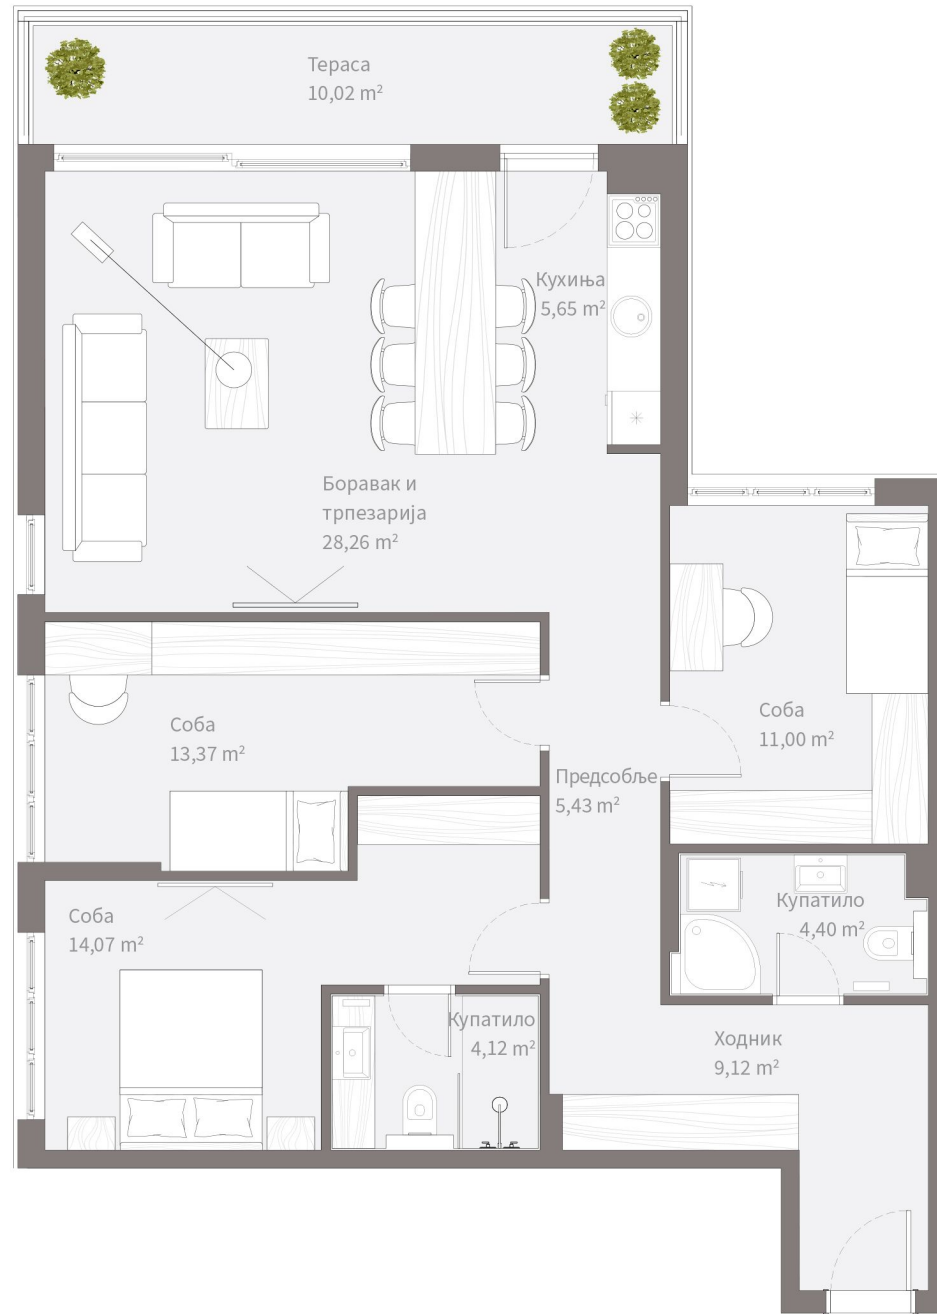 Тераса
10,02 m²
Кухиња
5,65 m²
Боравак и
трпезарија
28,26 m²
Соба
13,37 m²
Соба
11,00 m²
Предсобље
5,43 m²
Соба
14,07 m²
Купатило
4,40 m²
Купатило
4,12 m²
Ходник
9,12 m²